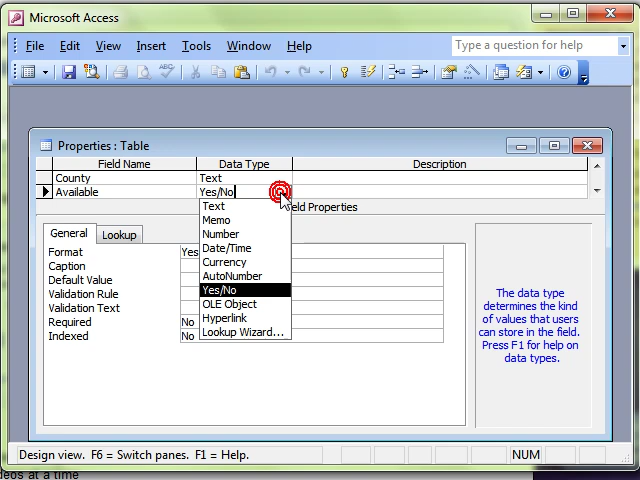 Microsoft Access
File Edit View Insert Tools Window Help Type a question for help
Properties : Table
Field Name Data Type Description
County Text
Available Yes/No
Field Properties
Text
Memo
Number
Date/Time
Currency
AutoNumber
Yes/No
OLE Object
Hyperlink
Lookup Wizard...
General Lookup
Format Yes
Caption
Default Value
Validation Rule
Validation Text
Required No
Indexed No
The data type
determines the kind
of values that users
can store in the field.
Press F1 for help on
data types.
Design view. F6 = Switch panes. F1 = Help. NUM
deos at a time